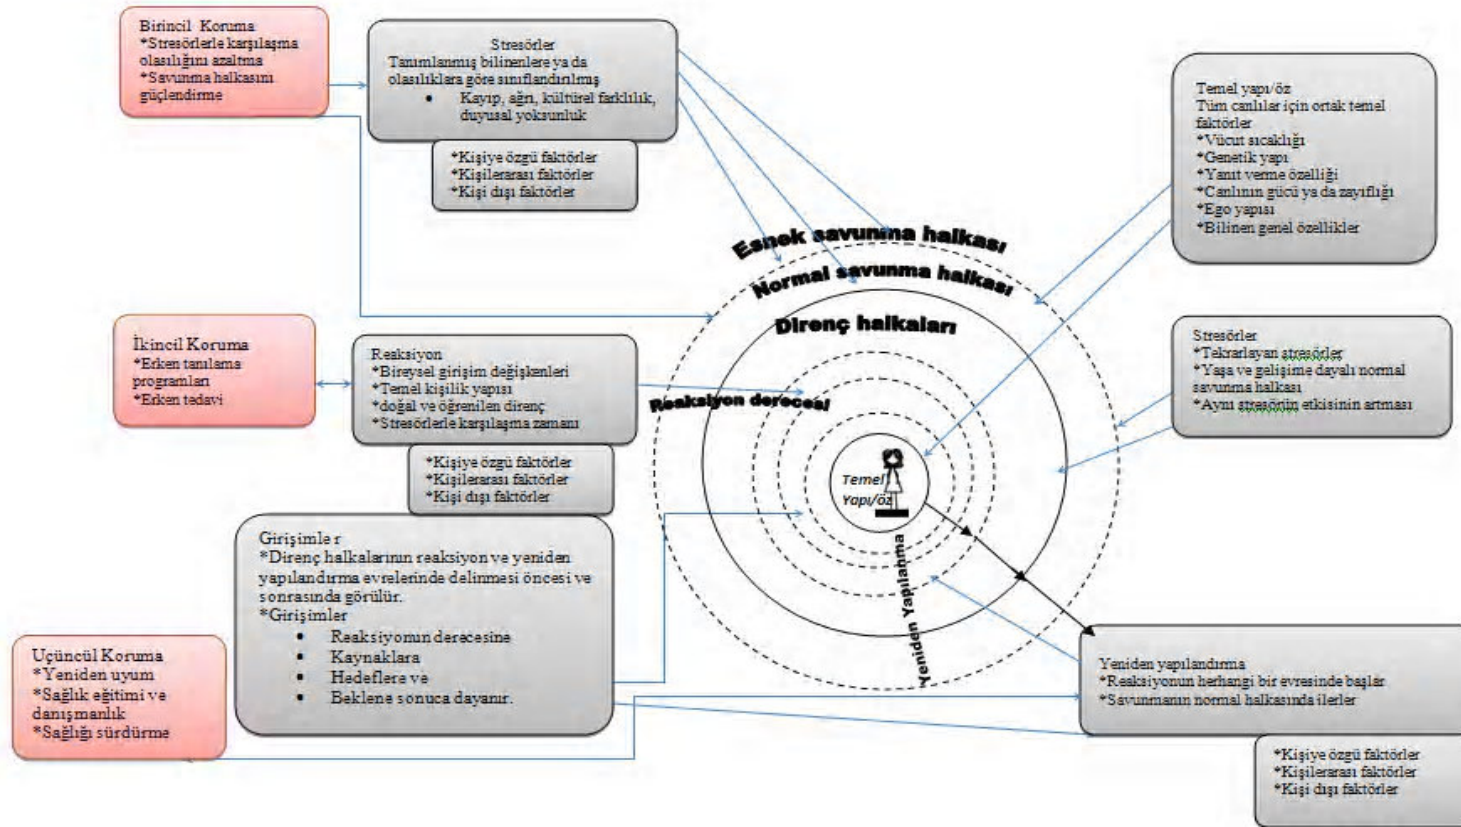 Birincil Koruma
*Stresörlerle karşılaşma
olasılığını azaltma
*Savunma halkasını
güçlendirme
Stresörler
Tanımlanmış bilinenlere ya da
olasılıklara göre sınıflandırılmış
• Kayıp, ağrı, kültürel farklılık,
duyusal yoksunluk
*Kişiye özgü faktörler
*Kişilerarası faktörler
*Kişi dışı faktörler
Temel yapı/öz
Tüm canlılar için ortak temel
faktörler
*Vücut sıcaklığı
*Genetik yapı
*Yanıt verme özelliği
*Canlının gücü ya da zayıflığı
*Ego yapısı
*Bilinen genel özellikler
Esnek savunma halkası
Normal savunma halkası
Direnç halkaları
Reaksiyon derecesi
Temel
Yapı/öz
Yeniden Yapılanma
İkincil Koruma
*Erken tanılama
programları
*Erken tedavi
Reaksiyon
*Bireysel girişim değişkenleri
*Temel kişilik yapısı
*doğal ve öğrenilen direnç
*Stresörlerle karşılaşma zamanı
*Kişiye özgü faktörler
*Kişilerarası faktörler
*Kişi dışı faktörler
Stresörler
*Tekrarlayan stresörler
*Yaşa ve gelişime dayalı normal
savunma halkası
*Aynı stresörün etkisinin artması
Girişimler
*Direnç halkalarının reaksiyon ve yeniden
yapılandırma evrelerinde delinmesi öncesi ve
sonrasında görülür.
*Girişimler
• Reaksiyonun derecesine
• Kaynaklara
• Hedeflere ve
• Beklene sonuca dayanır.
Üçüncül Koruma
*Yeniden uyum
*Sağlık eğitimi ve
danışmanlık
*Sağlığı sürdürme
Yeniden yapılandırma
*Reaksiyonun herhangi bir evresinde başlar
*Savunmanın normal halkasında ilerler
*Kişiye özgü faktörler
*Kişilerarası faktörler
*Kişi dışı faktörler